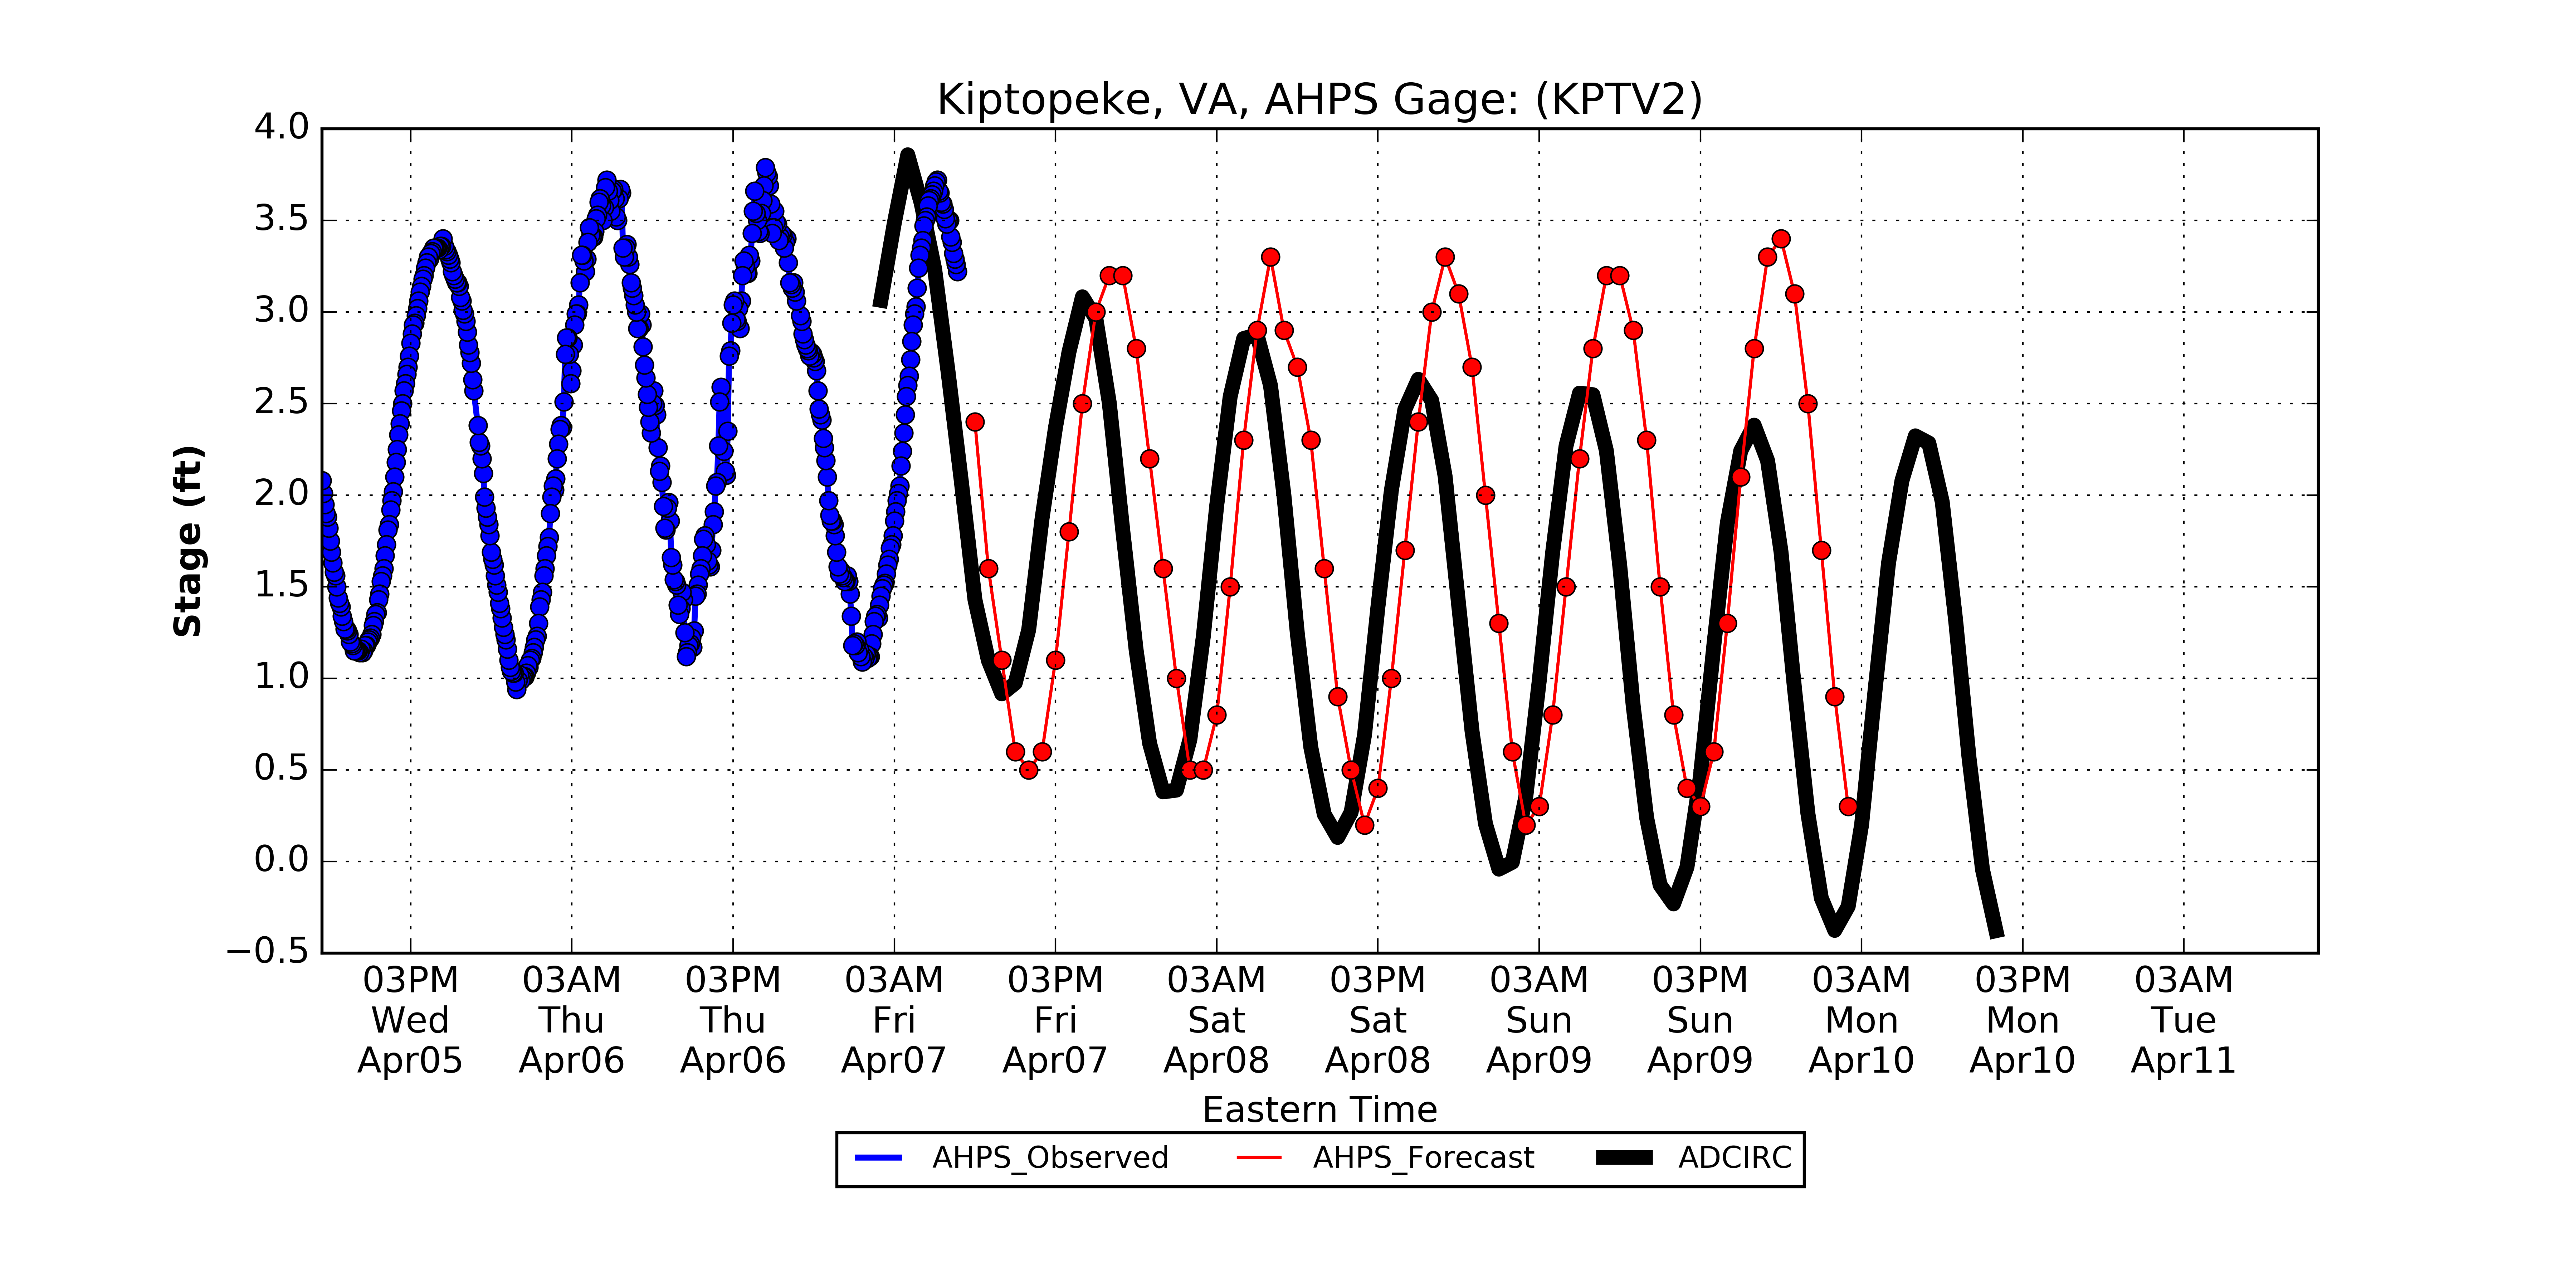 Kiptopeke, VA, AHPS Gage: (KPTV2)
4.0
3.5
3.0
2.5
2.0
1.5
1.0
0.5
0.0
−0.5
Stage (ft)
03PM 03AM 03PM 03AM 03PM 03AM 03PM 03AM 03PM 03AM 03PM 03AM
Wed Thu Thu Fri Fri Sat Sat Sun Sun Mon Mon Tue
Apr05 Apr06 Apr06 Apr07 Apr07 Apr08 Apr08 Apr09 Apr09 Apr10 Apr10 Apr11
Eastern Time
AHPS_Observed AHPS_Forecast ADCIRC